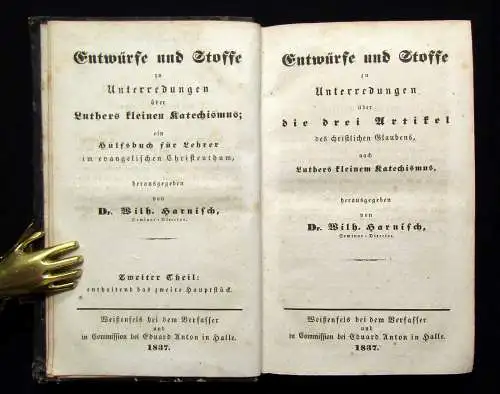 Entwürfe und Stoffe
zu
Unterredungen
über
Luthers kleinen Katechismus;
ein
Hülfsbuch für Lehrer
im evangelischen Christenthum,
herausgegeben
von
Dr. Wilh. Harnisch,
Seminar-Director.
Zweiter Theil:
enthaltend das zweite Hauptstück.
Weißenfels bei dem Verfasser
und
in Commission bei Eduard Anton in Halle.
1837.
Entwürfe und Stoffe
zu
Unterredungen
über
die drei Artikel
des christlichen Glaubens,
nach
Luthers kleinem Katechismus,
herausgegeben
von
Dr. Wilh. Harnisch,
Seminar-Director.
Weißenfels bei dem Verfasser
und
in Commission bei Eduard Anton in Halle.
1837.